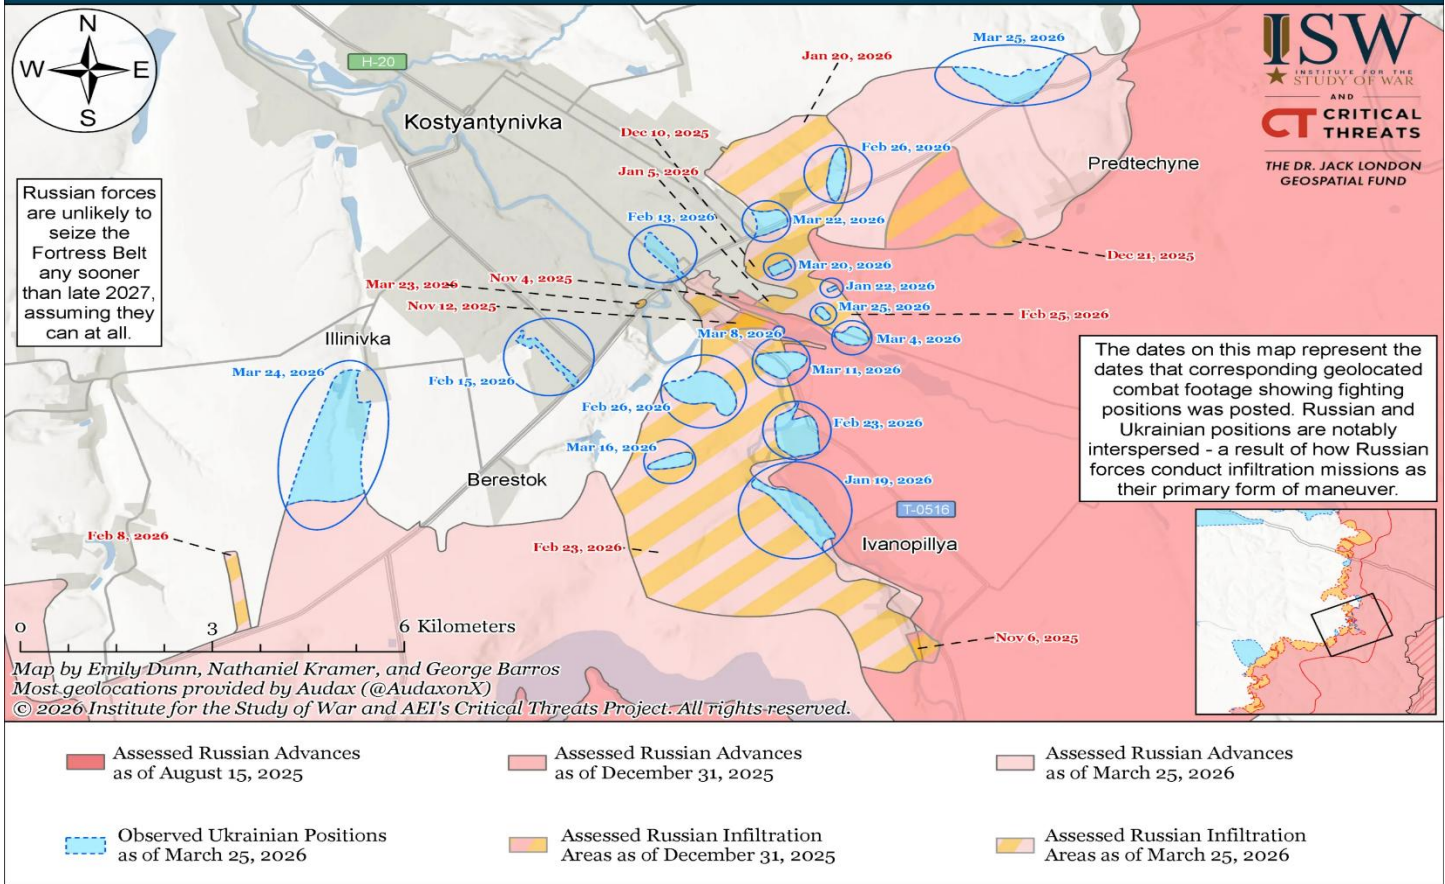 N
W E
S
H-20
Kostyantynivka
Jan 20, 2026
Mar 25, 2026
ISW
INSTITUTE FOR THE
STUDY OF WAR
AND
CT CRITICAL
THREATS
THE DR. JACK LONDON
GEOSPATIAL FUND
Dec 10, 2025
Jan 5, 2026
Feb 26, 2026
Predtechyne
Russian forces
are unlikely to
seize the
Fortress Belt
any sooner
than late 2027,
assuming they
can at all.
Feb 13, 2026
Mar 22, 2026
Dec 21, 2025
Mar 20, 2026
Nov 4, 2025
Mar 23, 2026
Jan 22, 2026
Nov 12, 2025
Mar 25, 2026
Feb 25, 2026
Mar 8, 2026
Mar 4, 2026
Illinivka
Mar 24, 2026
Feb 15, 2026
Mar 11, 2026
The dates on this map represent the
dates that corresponding geolocated
combat footage showing fighting
positions was posted. Russian and
Ukrainian positions are notably
interspersed - a result of how Russian
forces conduct infiltration missions as
their primary form of maneuver.
Feb 26, 2026
Feb 23, 2026
Mar 16, 2026
Berestok
Jan 19, 2026
T-0516
Ivanopillya
Feb 8, 2026
Feb 23, 2026
Nov 6, 2025
0 3 6 Kilometers
Map by Emily Dunn, Nathaniel Kramer, and George Barros
Most geolocations provided by Audax (@AudaxonX)
© 2026 Institute for the Study of War and AEI's Critical Threats Project. All rights reserved.
Assessed Russian Advances
as of August 15, 2025
Assessed Russian Advances
as of December 31, 2025
Assessed Russian Advances
as of March 25, 2026
Observed Ukrainian Positions
as of March 25, 2026
Assessed Russian Infiltration
Areas as of December 31, 2025
Assessed Russian Infiltration
Areas as of March 25, 2026